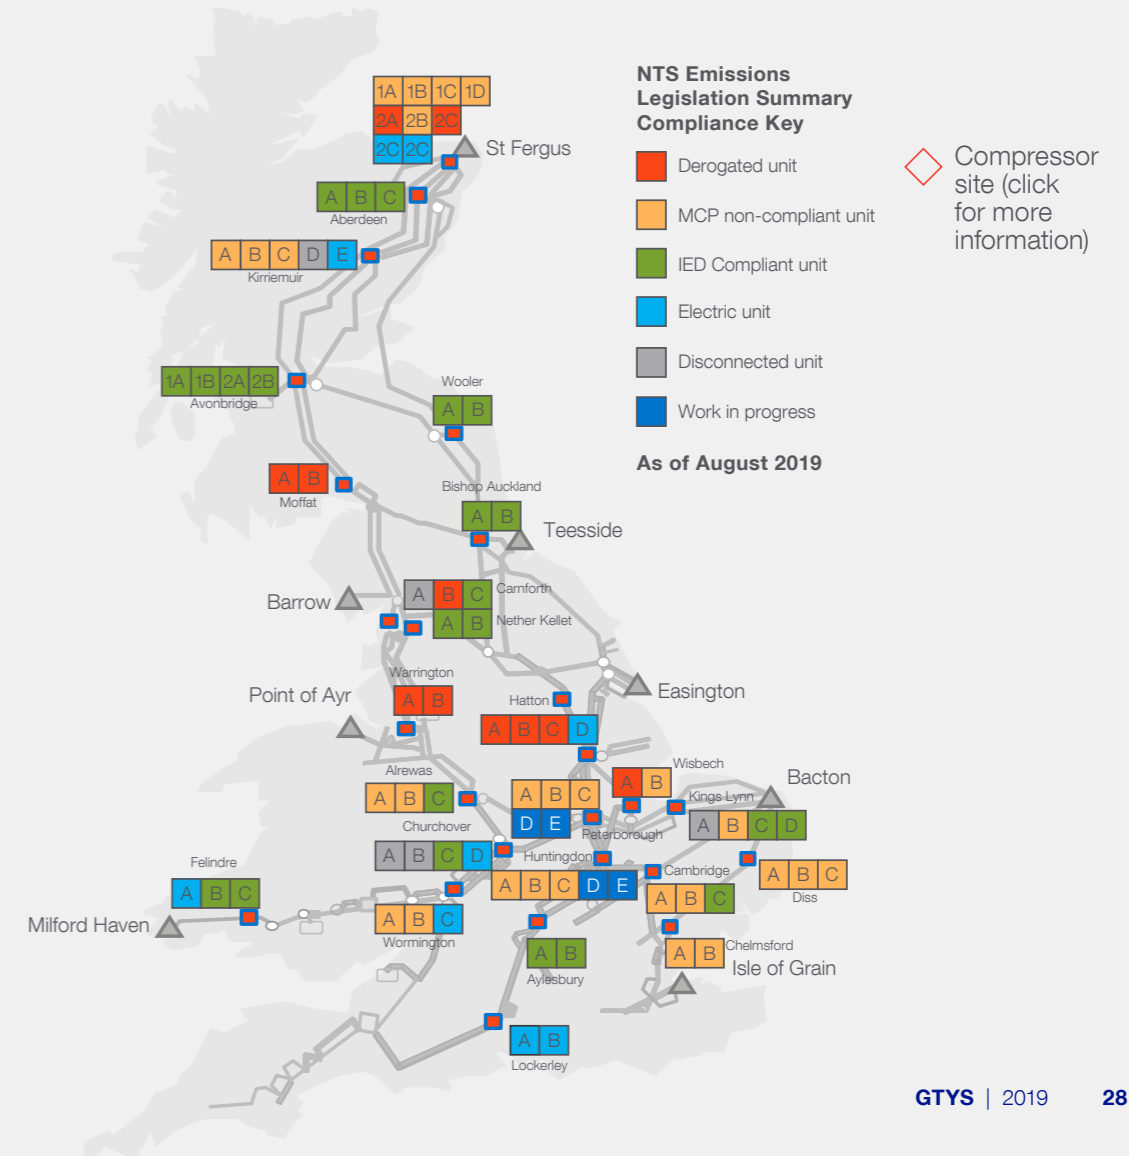 1A 1B 1C 1D
2A 2B 2C
2C 2C
St Fergus
A B C
Aberdeen
A B C D E
Kirriemuir
1A 1B 2A 2B
Avonbridge
Wooler
A B
A B
Moffat
Bishop Auckland
A B
Teesside
Barrow
A B C
Carnforth
A B
Nether Kellet
Warrington
A B
Point of Ayr
Hatton
A B C D
Easington
Alrewas
A B C
A B C
D E
Peterborough
Wisbech
A B
Kings Lynn
A B C D
Bacton
Churchover
A B C D
Huntingdon
A B C D E
Cambridge
A B C
A B C
Diss
Felindre
A B C
Milford Haven
A B C
Wormington
A B
Aylesbury
A B
Chelmsford
Isle of Grain
A B
Lockerley
NTS Emissions
Legislation Summary
Compliance Key
Derogated unit
MCP non-compliant unit
IED Compliant unit
Electric unit
Disconnected unit
Work in progress
As of August 2019
Compressor
site (click
for more
information)
GTYS | 2019 28